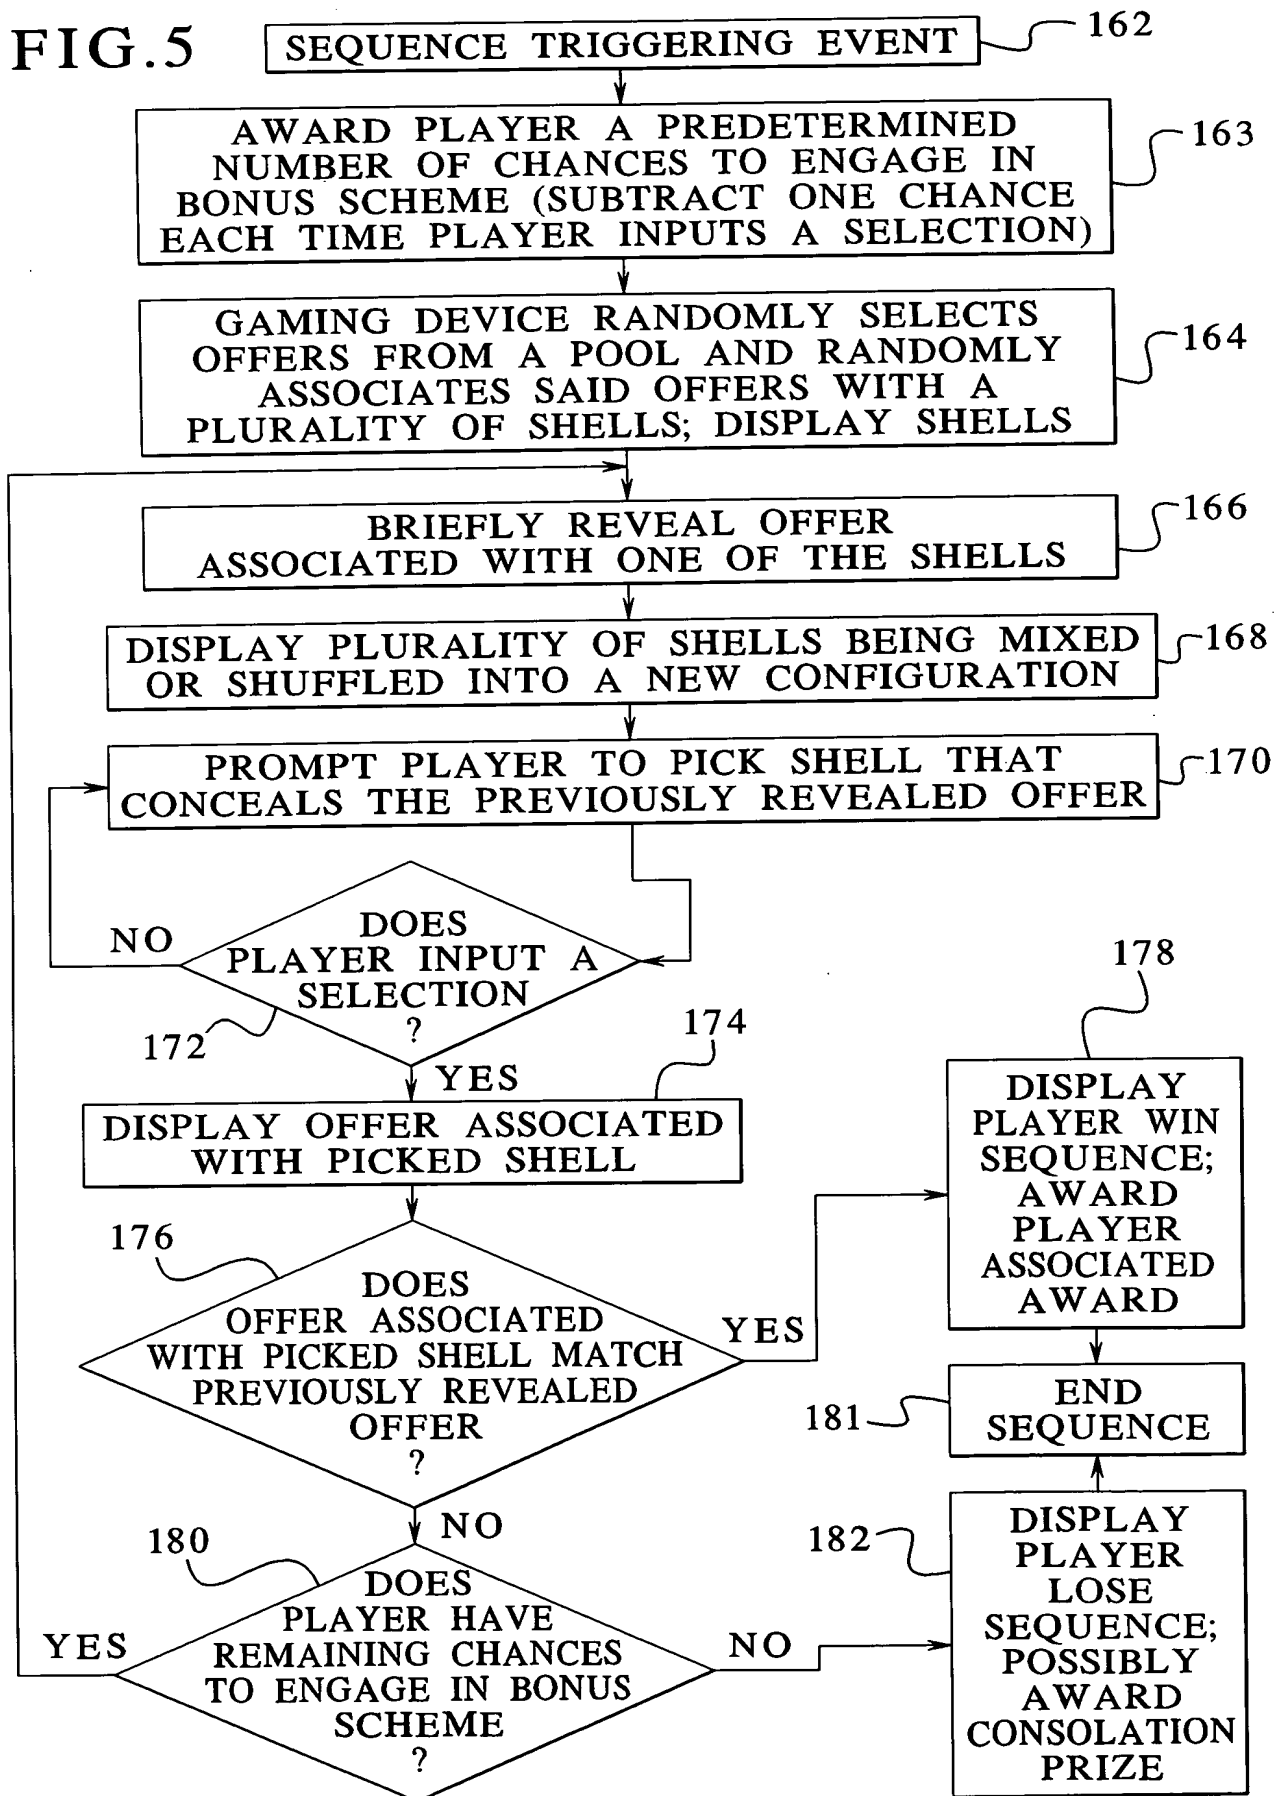 FIG.5
SEQUENCE TRIGGERING EVENT
162
AWARD PLAYER A PREDETERMINED
NUMBER OF CHANCES TO ENGAGE IN
BONUS SCHEME (SUBTRACT ONE CHANCE
EACH TIME PLAYER INPUTS A SELECTION)
163
GAMING DEVICE RANDOMLY SELECTS
OFFERS FROM A POOL AND RANDOMLY
ASSOCIATES SAID OFFERS WITH A
PLURALITY OF SHELLS; DISPLAY SHELLS
164
BRIEFLY REVEAL OFFER
ASSOCIATED WITH ONE OF THE SHELLS
166
DISPLAY PLURALITY OF SHELLS BEING MIXED
OR SHUFFLED INTO A NEW CONFIGURATION
168
PROMPT PLAYER TO PICK SHELL THAT
CONCEALS THE PREVIOUSLY REVEALED OFFER
170
NO
DOES
PLAYER INPUT A
SELECTION
?
172
YES
174
DISPLAY OFFER ASSOCIATED
WITH PICKED SHELL
176
DOES
OFFER ASSOCIATED
WITH PICKED SHELL MATCH
PREVIOUSLY REVEALED
OFFER
?
YES
178
DISPLAY
PLAYER WIN
SEQUENCE;
AWARD
PLAYER
ASSOCIATED
AWARD
181
END
SEQUENCE
NO
180
DOES
PLAYER HAVE
REMAINING CHANCES
TO ENGAGE IN BONUS
SCHEME
?
YES
NO
182
DISPLAY
PLAYER
LOSE
SEQUENCE;
POSSIBLY
AWARD
CONSOLATION
PRIZE